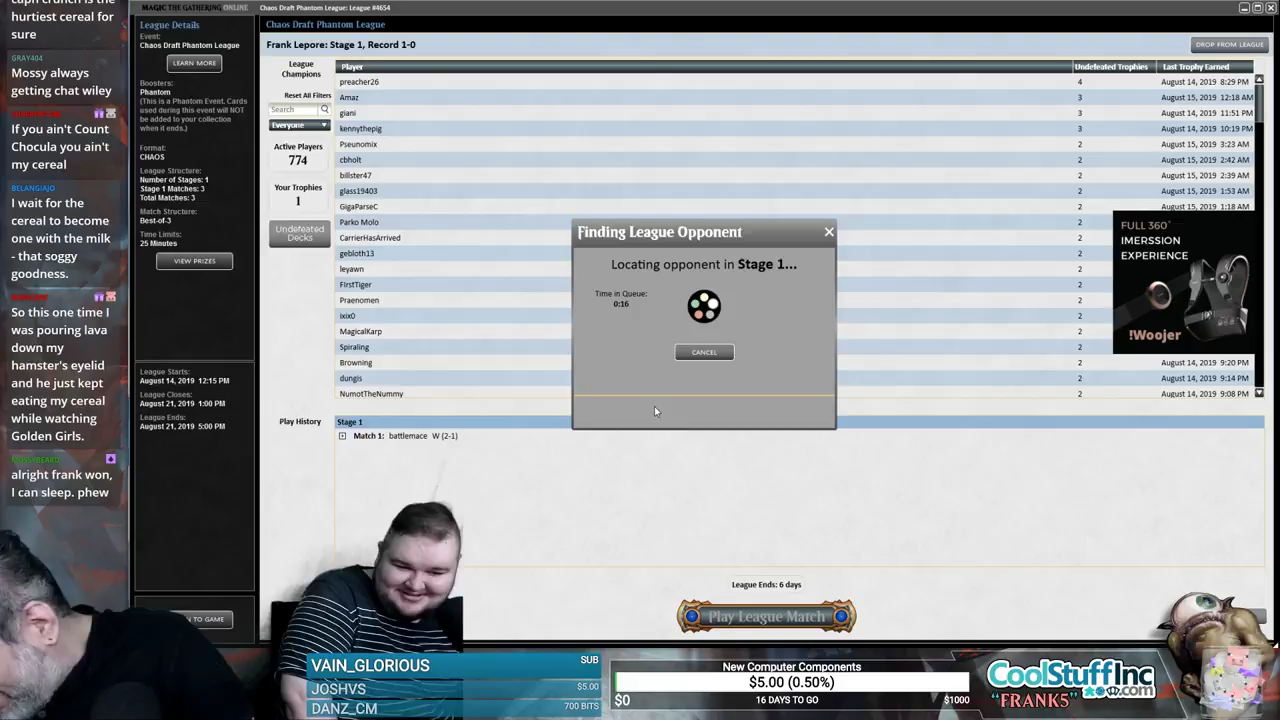 capn crunch is the
hurtiest cereal for
sure
GRAY404
Mossy always
getting chat wiley
If you ain't Count
Chocula you ain't
my cereal
BELANGIAJO
I wait for the
cereal to become
one with the milk
- that soggy
goodness.
So this one time I
was pouring lava
down my
hamster's eyelid
and he just kept
eating my cereal
while watching
Golden Girls.
MOSSYBEARD
alright frank won,
I can sleep. phew
MAGIC THE GATHERING ONLINE
Chaos Draft Phantom League: League #4654
League Details
Event:
Chaos Draft Phantom League
LEARN MORE
Boosters:
Phantom
(This is a Phantom Event. Cards
used during this event will NOT
be added to your collection
when it ends.)
Format:
CHAOS
League Structure:
Number of Stages: 1
Stage 1 Matches: 3
Total Matches: 3
Match Structure:
Best-of-3
Time Limits:
25 Minutes
VIEW PRIZES
League Starts:
August 14, 2019 12:15 PM
League Closes:
August 21, 2019 1:00 PM
League Ends:
August 21, 2019 5:00 PM
TO GAME
Chaos Draft Phantom League
Frank Lepore: Stage 1, Record 1-0
DROP FROM LEAGUE
League
Champions
Reset All Filters
Search
Everyone
Active Players
774
Your Trophies
1
Undefeated
Decks
Player Undefeated Trophies Last Trophy Earned
preacher26 4 August 14, 2019 8:29 PM
Amaz 3 August 15, 2019 12:18 AM
giani 3 August 14, 2019 11:51 PM
kennythepig 3 August 14, 2019 10:19 PM
Pseunomix 2 August 15, 2019 3:23 AM
cbholt 2 August 15, 2019 2:42 AM
billster47 2 August 15, 2019 2:39 AM
glass19403 2 August 15, 2019 1:53 AM
GigaParseC 2 August 15, 2019 1:18 AM
Parko Molo 2
CarrierHasArrived 2
gebloth13 2
leyawn 2
FIrstTiger 2
Praenomen 2
ixix0 2
MagicalKarp 2
Spiraling 2
Browning 2 August 14, 2019 9:20 PM
dungis 2 August 14, 2019 9:14 PM
NumotTheNummy 2 August 14, 2019 9:08 PM
Finding League Opponent
Locating opponent in Stage 1...
Time in Queue:
0:16
CANCEL
FULL 360°
IMERSSION
EXPERIENCE
!Woojer
Play History
Stage 1
Match 1: battlemace W (2-1)
League Ends: 6 days
Play League Match
VAIN_GLORIOUS SUB
JOSHVS $5.00
DANZ_CM 700 BITS
New Computer Components
$5.00 (0.50%)
$0 16 DAYS TO GO $1000
CoolStuffInc
.com
"FRANK5"